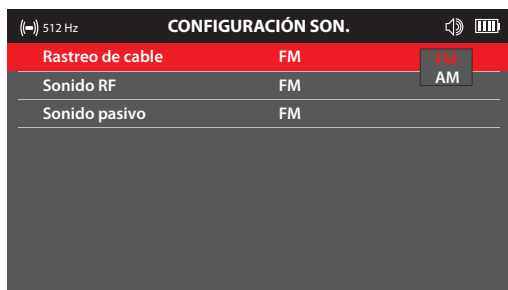 512 Hz CONFIGURACIÓN SON.
Rastreo de cable FM FM
Sonido RF FM AM
Sonido pasivo FM